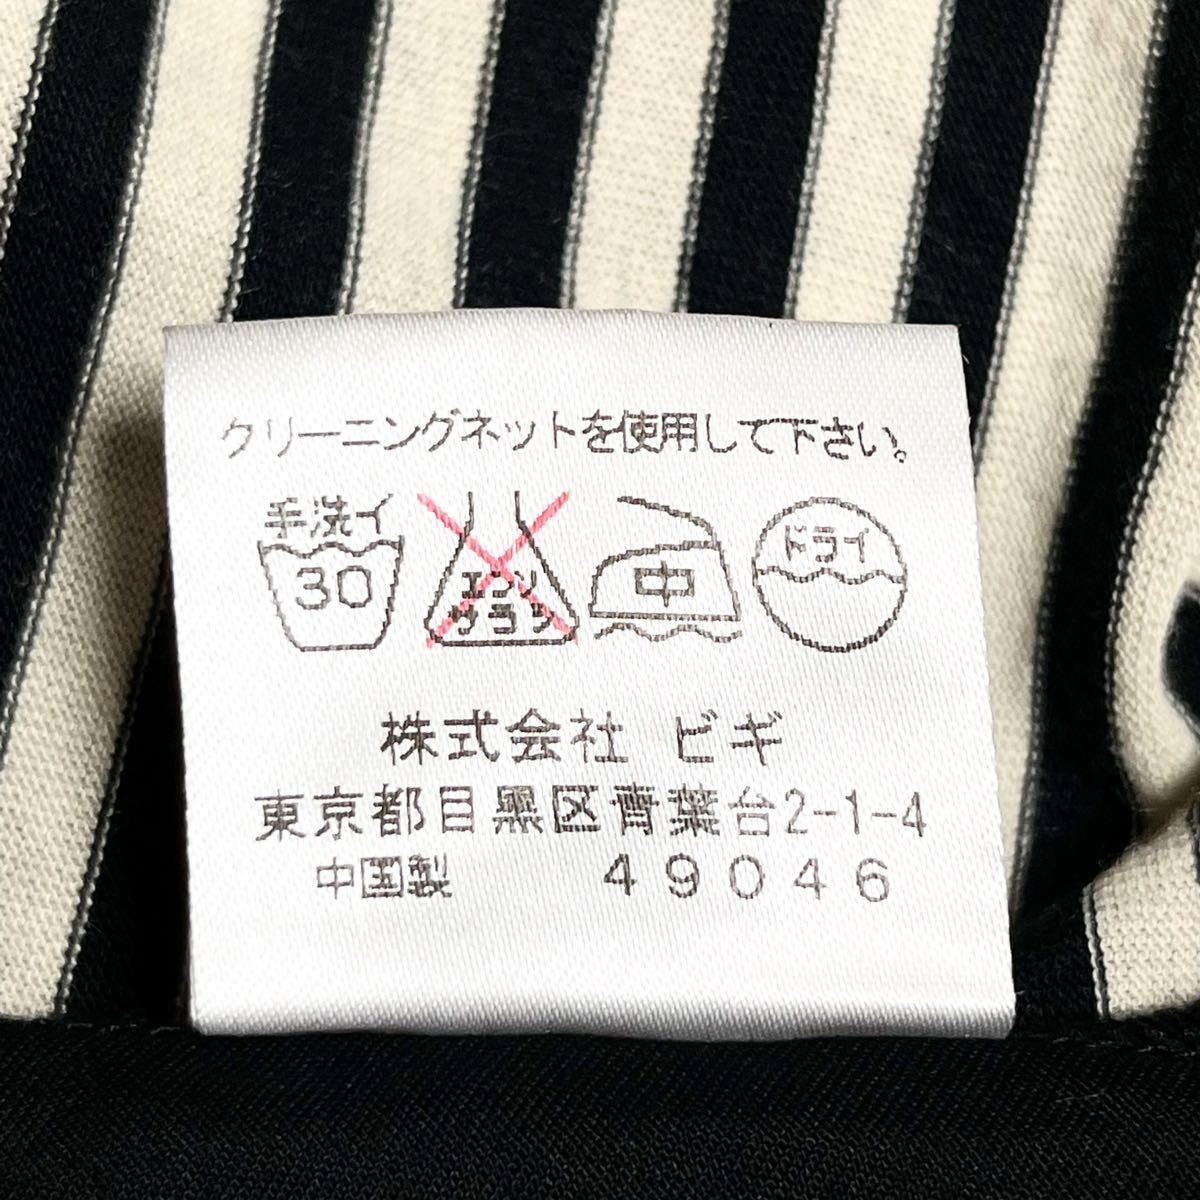 クリーニングネットを使用して下さい。
手洗イ
30
エンソ
サラシ
中
ドライ
株式会社 ビギ
東京都目黒区青葉台2-1-4
中国製 49046